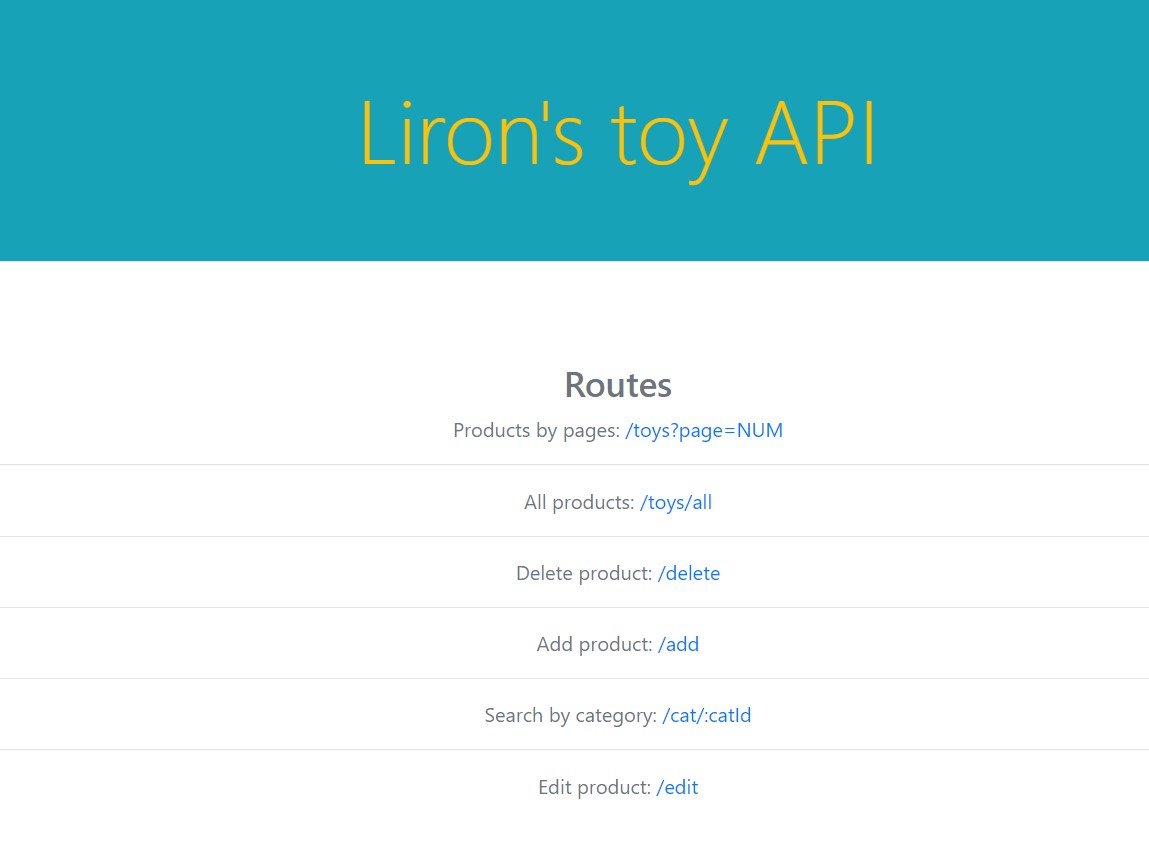 Liron's toy API
Routes
Products by pages: /toys?page=NUM
All products: /toys/all
Delete product: /delete
Add product: /add
Search by category: /cat/:catId
Edit product: /edit